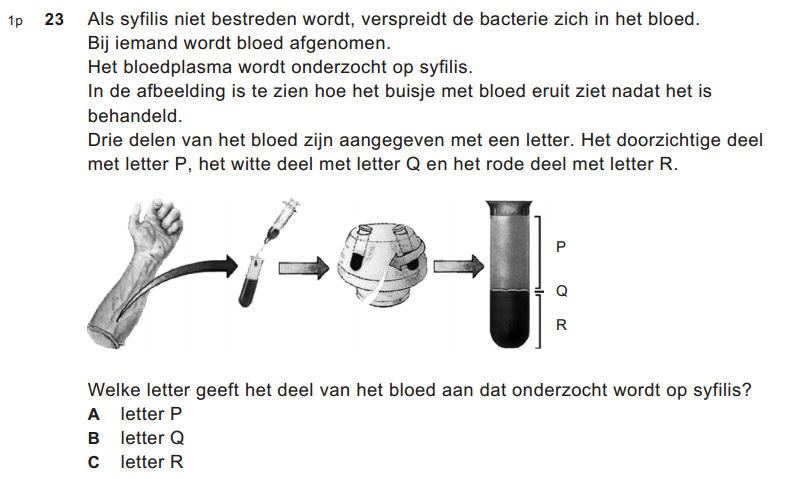 1p 23 Als syfilis niet bestreden wordt, verspreidt de bacterie zich in het bloed.
Bij iemand wordt bloed afgenomen.
Het bloedplasma wordt onderzocht op syfilis.
In de afbeelding is te zien hoe het buisje met bloed eruit ziet nadat het is
behandeld.
Drie delen van het bloed zijn aangegeven met een letter. Het doorzichtige deel
met letter P, het witte deel met letter Q en het rode deel met letter R.
P
Q
R
Welke letter geeft het deel van het bloed aan dat onderzocht wordt op syfilis?
A letter P
B letter Q
C letter R